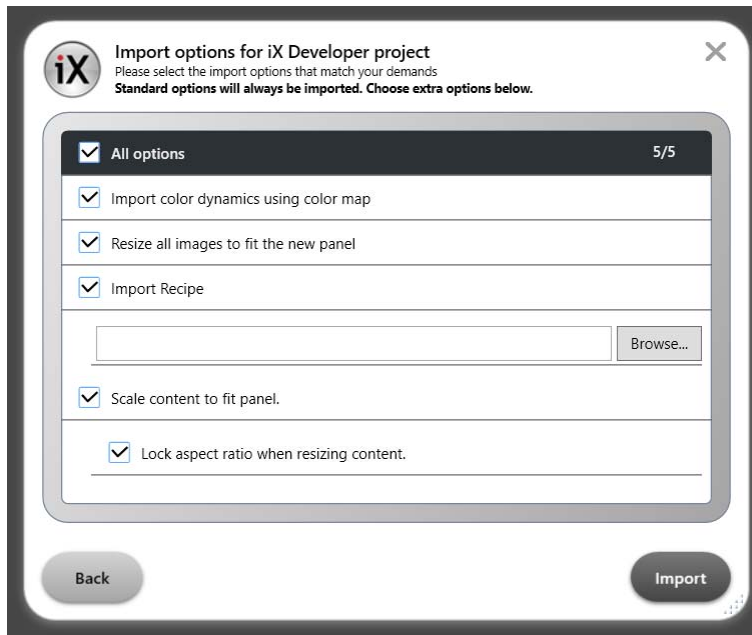 iX
Import options for iX Developer project
Please select the import options that match your demands
Standard options will always be imported. Choose extra options below.
All options 5/5
Import color dynamics using color map
Resize all images to fit the new panel
Import Recipe
Browse...
Scale content to fit panel.
Lock aspect ratio when resizing content.
Back Import